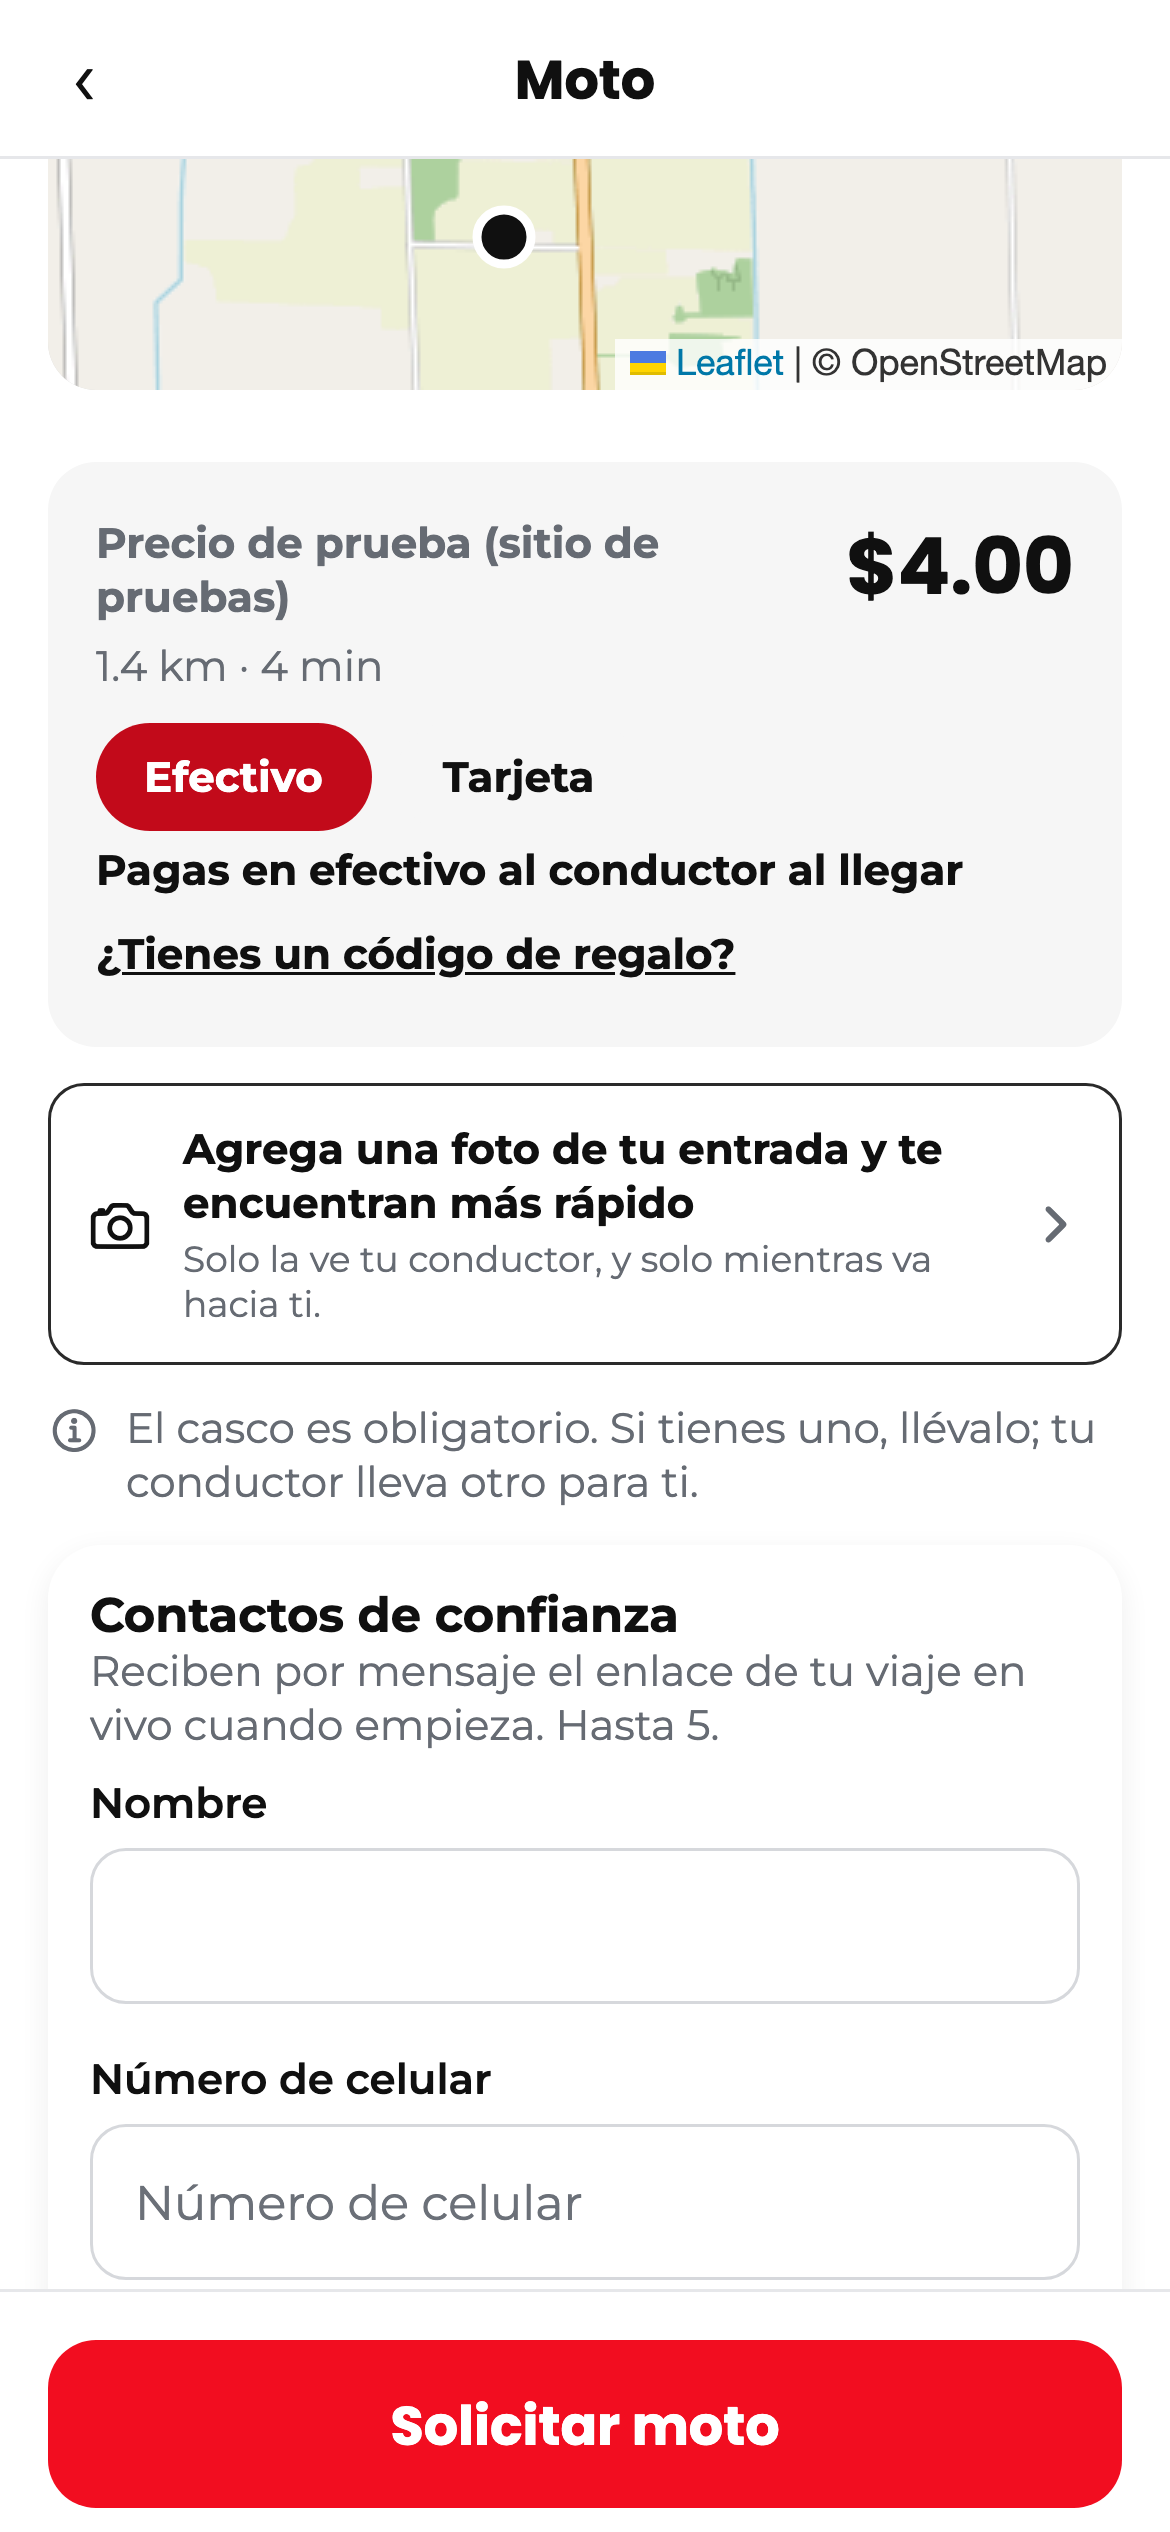 Moto
Leaflet | © OpenStreetMap
Precio de prueba (sitio de
pruebas)
$4.00
1.4 km · 4 min
Efectivo
Tarjeta
Pagas en efectivo al conductor al llegar
¿Tienes un código de regalo?
Agrega una foto de tu entrada y te
encuentran más rápido
Solo la ve tu conductor, y solo mientras va
hacia ti.
El casco es obligatorio. Si tienes uno, llévalo; tu
conductor lleva otro para ti.
Contactos de confianza
Reciben por mensaje el enlace de tu viaje en
vivo cuando empieza. Hasta 5.
Nombre
Número de celular
Número de celular
Solicitar moto